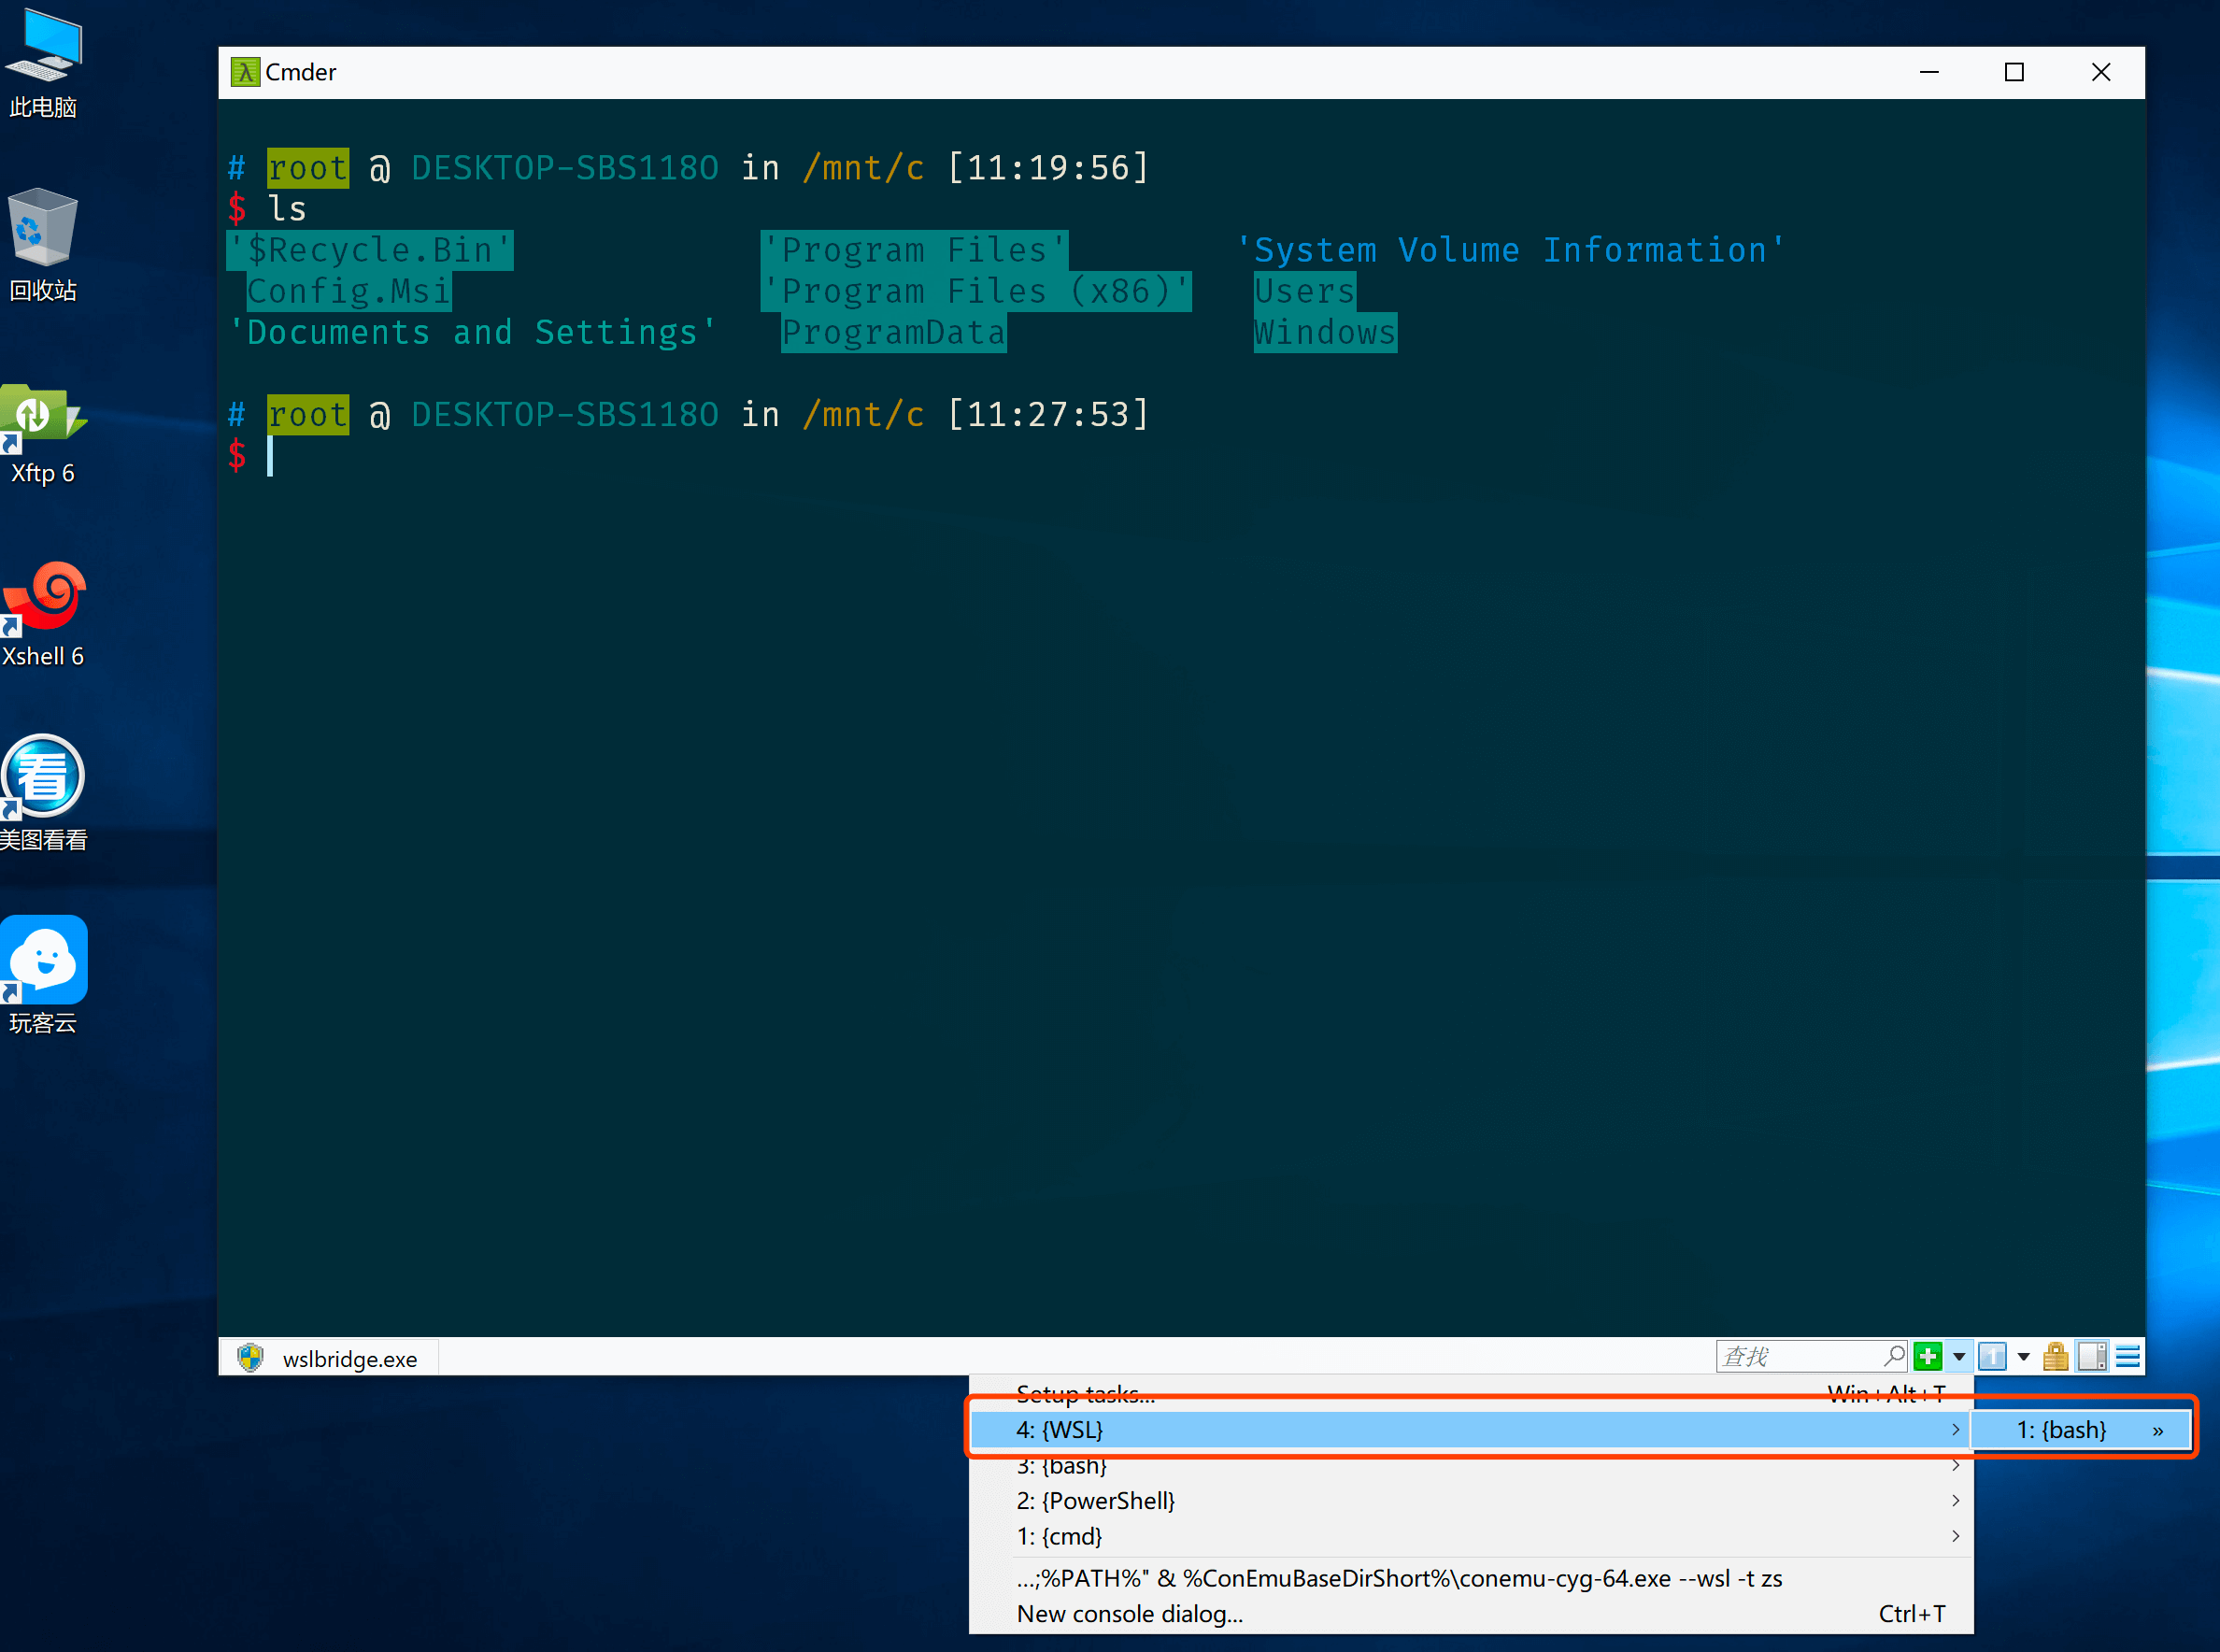 此电脑
回收站
Xftp 6
Xshell 6
看
美图看看
玩客云
λ Cmder
# root @ DESKTOP-SBS118O in /mnt/c [11:19:56]
$ ls
'$Recycle.Bin' 'Program Files' 'System Volume Information'
Config.Msi 'Program Files (x86)' Users
'Documents and Settings' ProgramData Windows
# root @ DESKTOP-SBS118O in /mnt/c [11:27:53]
$
wslbridge.exe
查找
1
Setup tasks... Win+Alt+T
4: {WSL} 1: {bash} »
3: {bash}
2: {PowerShell}
1: {cmd}
...;%PATH%" & %ConEmuBaseDirShort%\conemu-cyg-64.exe --wsl -t zs
New console dialog... Ctrl+T